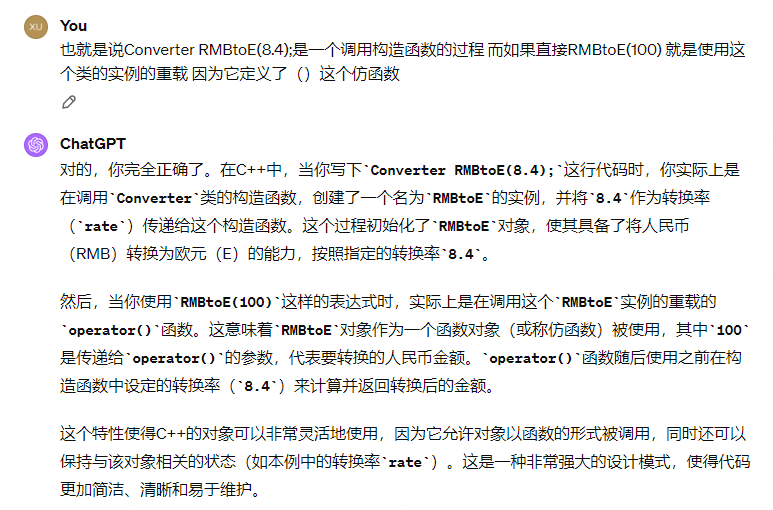 XU
You
也就是说Converter RMBtoE(8.4);是一个调用构造函数的过程 而如果直接RMBtoE(100) 就是使用这
个类的实例的重载 因为它定义了（）这个仿函数
ChatGPT
对的，你完全正确了。在C++中，当你写下`Converter RMBtoE(8.4);`这行代码时，你实际上是
在调用`Converter`类的构造函数，创建了一个名为`RMBtoE`的实例，并将`8.4`作为转换率
（`rate`）传递给这个构造函数。这个过程初始化了`RMBtoE`对象，使其具备了将人民币
（RMB）转换为欧元（E）的能力，按照指定的转换率`8.4`。
然后，当你使用`RMBtoE(100)`这样的表达式时，实际上是在调用这个`RMBtoE`实例的重载的
`operator()`函数。这意味着`RMBtoE`对象作为一个函数对象（或称仿函数）被使用，其中`100`
是传递给`operator()`的参数，代表要转换的人民币金额。`operator()`函数随后使用之前在构
造函数中设定的转换率（`8.4`）来计算并返回转换后的金额。
这个特性使得C++的对象可以非常灵活地使用，因为它允许对象以函数的形式被调用，同时还可以
保持与该对象相关的状态（如本例中的转换率`rate`）。这是一种非常强大的设计模式，使得代码
更加简洁、清晰和易于维护。